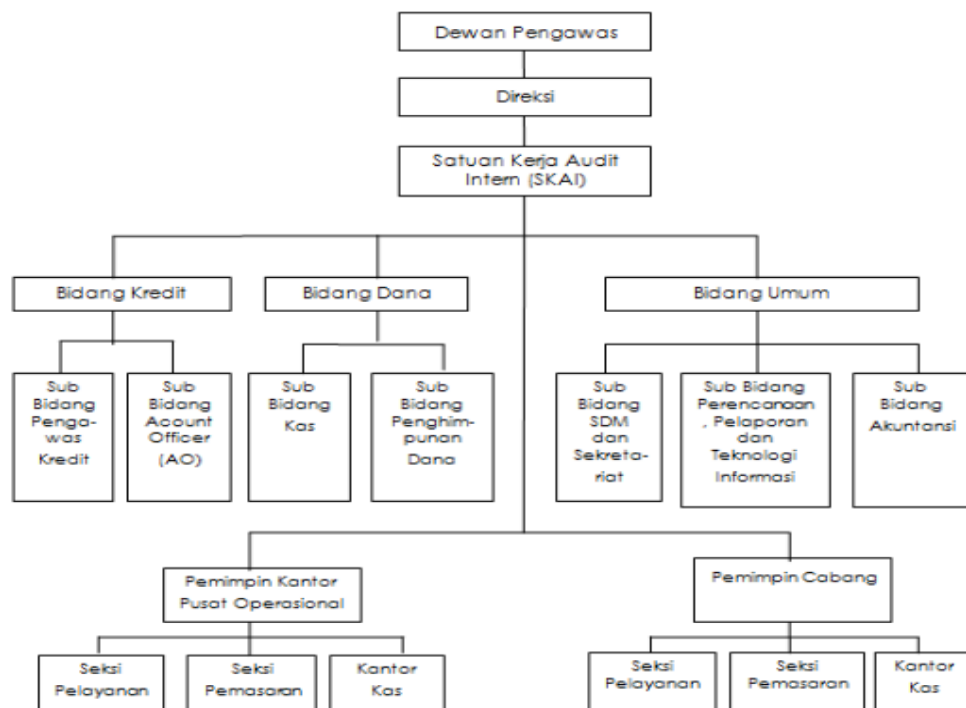 Dewan Pengawas
Direksi
Satuan Kerja Audit
Intern (SKAI)
Bidang Kredit
Bidang Dana
Bidang Umum
Sub
Bidang
Penga-
was
Kredit
Sub
Bidang
Acount
Officer
(AO)
Sub
Bidang
Kas
Sub
Bidang
Penghim-
punan
Dana
Sub
Bidang
SDM
dan
Sekreta-
riat
Sub Bidang
Perencanaan
, Pelaporan
dan
Teknologi
Informasi
Sub
Bidang
Akuntansi
Pemimpin Kantor
Pusat Operasional
Pemimpin Cabang
Seksi
Pelayanan
Seksi
Pemasaran
Kantor
Kas
Seksi
Pelayanan
Seksi
Pemasaran
Kantor
Kas